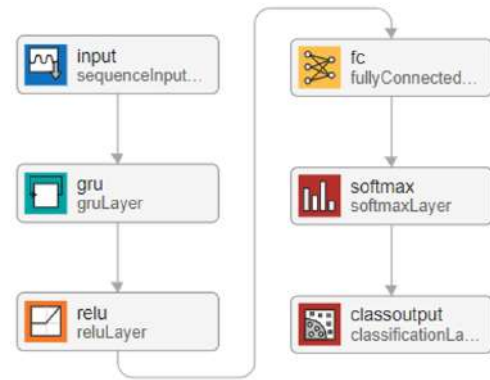 input
sequenceInput...
gru
gruLayer
relu
reluLayer
fc
fullyConnected...
softmax
softmaxLayer
classoutput
classificationLa...